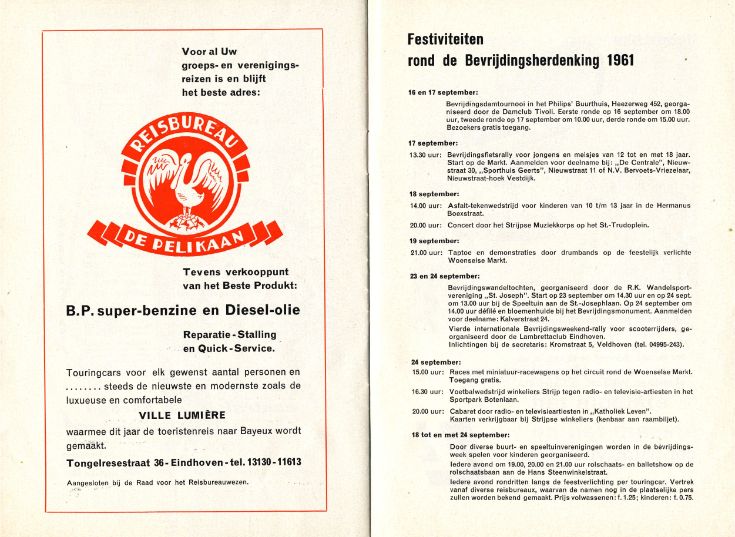 Voor al Uw
groeps- en verenigings-
reizen is en blijft
het beste adres:
REISBUREAU
DE PELIKAAN
Tevens verkooppunt
van het Beste Produkt:
B.P. super-benzine en Diesel-olie
Reparatie - Stalling
en Quick - Service.
Touringcars voor elk gewenst aantal personen en
........ steeds de nieuwste en modernste zoals de
luxueuse en comfortabele
VILLE LUMIÈRE
waarmee dit jaar de toeristenreis naar Bayeux wordt
gemaakt.
Tongelresestraat 36 - Eindhoven - tel. 13130 - 11613
Aangesloten bij de Raad voor het Reisbureauwezen.
Festiviteiten
rond de Bevrijdingsherdenking 1961
16 en 17 september:
Bevrijdingsdamtournooi in het Philips' Buurthuis, Heezerweg 452, georga-
niseerd door de Damclub Tivoli. Eerste ronde op 16 september om 18.00
uur, tweede ronde op 17 september om 10.00 uur, derde ronde om 15.00 uur.
Bezoekers gratis toegang.
17 september:
13.30 uur: Bevrijdingsfietsrally voor jongens en meisjes van 12 tot en met 18 jaar.
Start op de Markt. Aanmelden voor deelname bij: „De Centrale", Nieuw-
straat 30, „Sporthuis Geerts", Nieuwstraat 11 of N.V. Bervoets-Vriezelaar,
Nieuwstraat-hoek Vestdijk.
18 september:
14.00 uur: Asfalt-tekenwedstrijd voor kinderen van 10 t/m 13 jaar in de Hermanus
Boexstraat.
20.00 uur: Concert door het Strijpse Muziekkorps op het St.-Trudoplein.
19 september:
21.00 uur: Taptoe en demonstraties door drumbands op de feestelijk verlichte
Woenselse Markt.
23 en 24 september:
Bevrijdingswandeltochten, georganiseerd door de R.K. Wandelsport-
vereniging „St. Joseph". Start op 23 september om 14.30 uur en op 24 sept.
om 13.00 uur bij de Speeltuin aan de St.-Josephlaan. Op 24 september om
14.00 uur défilé en bloemenhulde bij het Bevrijdingsmonument. Aanmelden
voor deelname: Kalverstraat 24.
Vierde internationale Bevrijdingsweekend-rally voor scooterrijders, ge-
organiseerd door de Lambrettaclub Eindhoven.
Inlichtingen bij de secretaris: Kromstraat 5, Veldhoven (tel. 04995-243).
24 september:
15.00 uur: Races met miniatuur-racewagens op het circuit rond de Woenselse Markt.
Toegang gratis.
16.30 uur: Voetbalwedstrijd winkeliers Strijp tegen radio- en televisie-artiesten in het
Sportpark Botenlaan.
20.00 uur: Cabaret door radio- en televisieartiesten in „Katholiek Leven".
Kaarten verkrijgbaar bij Strijpse winkeliers (kenbaar aan raambiljet).
18 tot en met 24 september:
Door diverse buurt- en speeltuinverenigingen worden in de bevrijdings-
week spelen voor kinderen georganiseerd.
Iedere avond om 19.00, 20.00 en 21.00 uur rolschaats- en balletshow op de
rolschaatsbaan aan de Hans Steenwinkelstraat.
Iedere avond rondritten langs de feestverlichting per touringcar. Vertrek
vanaf diverse reisbureaux, waarvan de namen nog in de plaatselijke pers
zullen worden bekend gemaakt. Prijs volwassenen: f. 1.25; kinderen: f. 0.75.